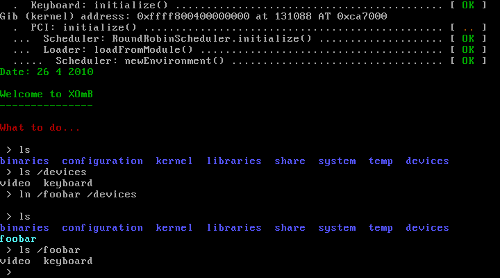 .  Keyboard: initialize() ............................................ [ OK ]
Gib (kernel) address: 0xffff800400000000 at 131088 AT 0xca7000
.  PCI: initialize() ................................................. [ OK ]
...  Scheduler: RoundRobinScheduler.initialize() ..................... [ OK ]
...  Loader: loadFromModule() ........................................ [ OK ]
.....  Scheduler: newEnvironment() ................................... [ OK ]
Date: 26 4 2010
Welcome to XOmB
---------------
What to do...
> ls
binaries configuration kernel libraries share system temp devices
> ls /devices
video keyboard
> ln /foobar /devices
> ls
binaries configuration kernel libraries share system temp devices
foobar
> ls /foobar
video keyboard
>